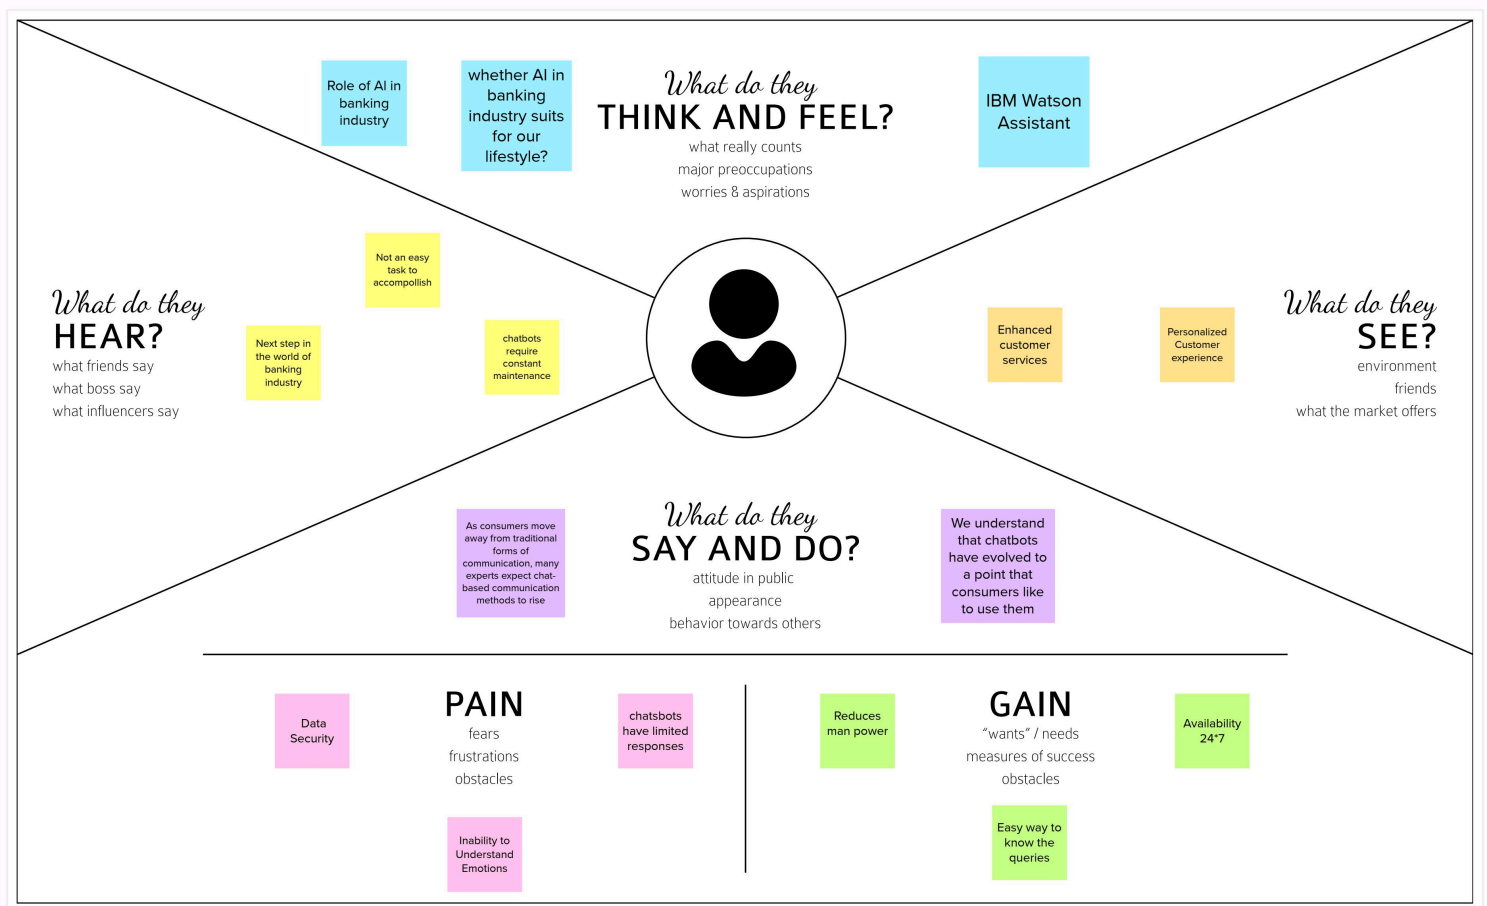 Role of AI in
banking
industry
whether AI in
banking
industry suits
for our
lifestyle?
What do they
THINK AND FEEL?
what really counts
major preoccupations
worries & aspirations
IBM Watson
Assistant
What do they
HEAR?
what friends say
what boss say
what influencers say
Not an easy
task to
accompollish
Next step in
the world of
banking
industry
chatbots
require
constant
maintenance
Enhanced
customer
services
Personalized
Customer
experience
What do they
SEE?
environment
friends
what the market offers
As consumers move
away from traditional
forms of
communication, many
experts expect chat-
based communication
methods to rise
What do they
SAY AND DO?
attitude in public
appearance
behavior towards others
We understand
that chatbots
have evolved to
a point that
consumers like
to use them
Data
Security
PAIN
fears
frustrations
obstacles
chatsbots
have limited
responses
Inability to
Understand
Emotions
Reduces
man power
GAIN
"wants" / needs
measures of success
obstacles
Availability
24*7
Easy way to
know the
queries